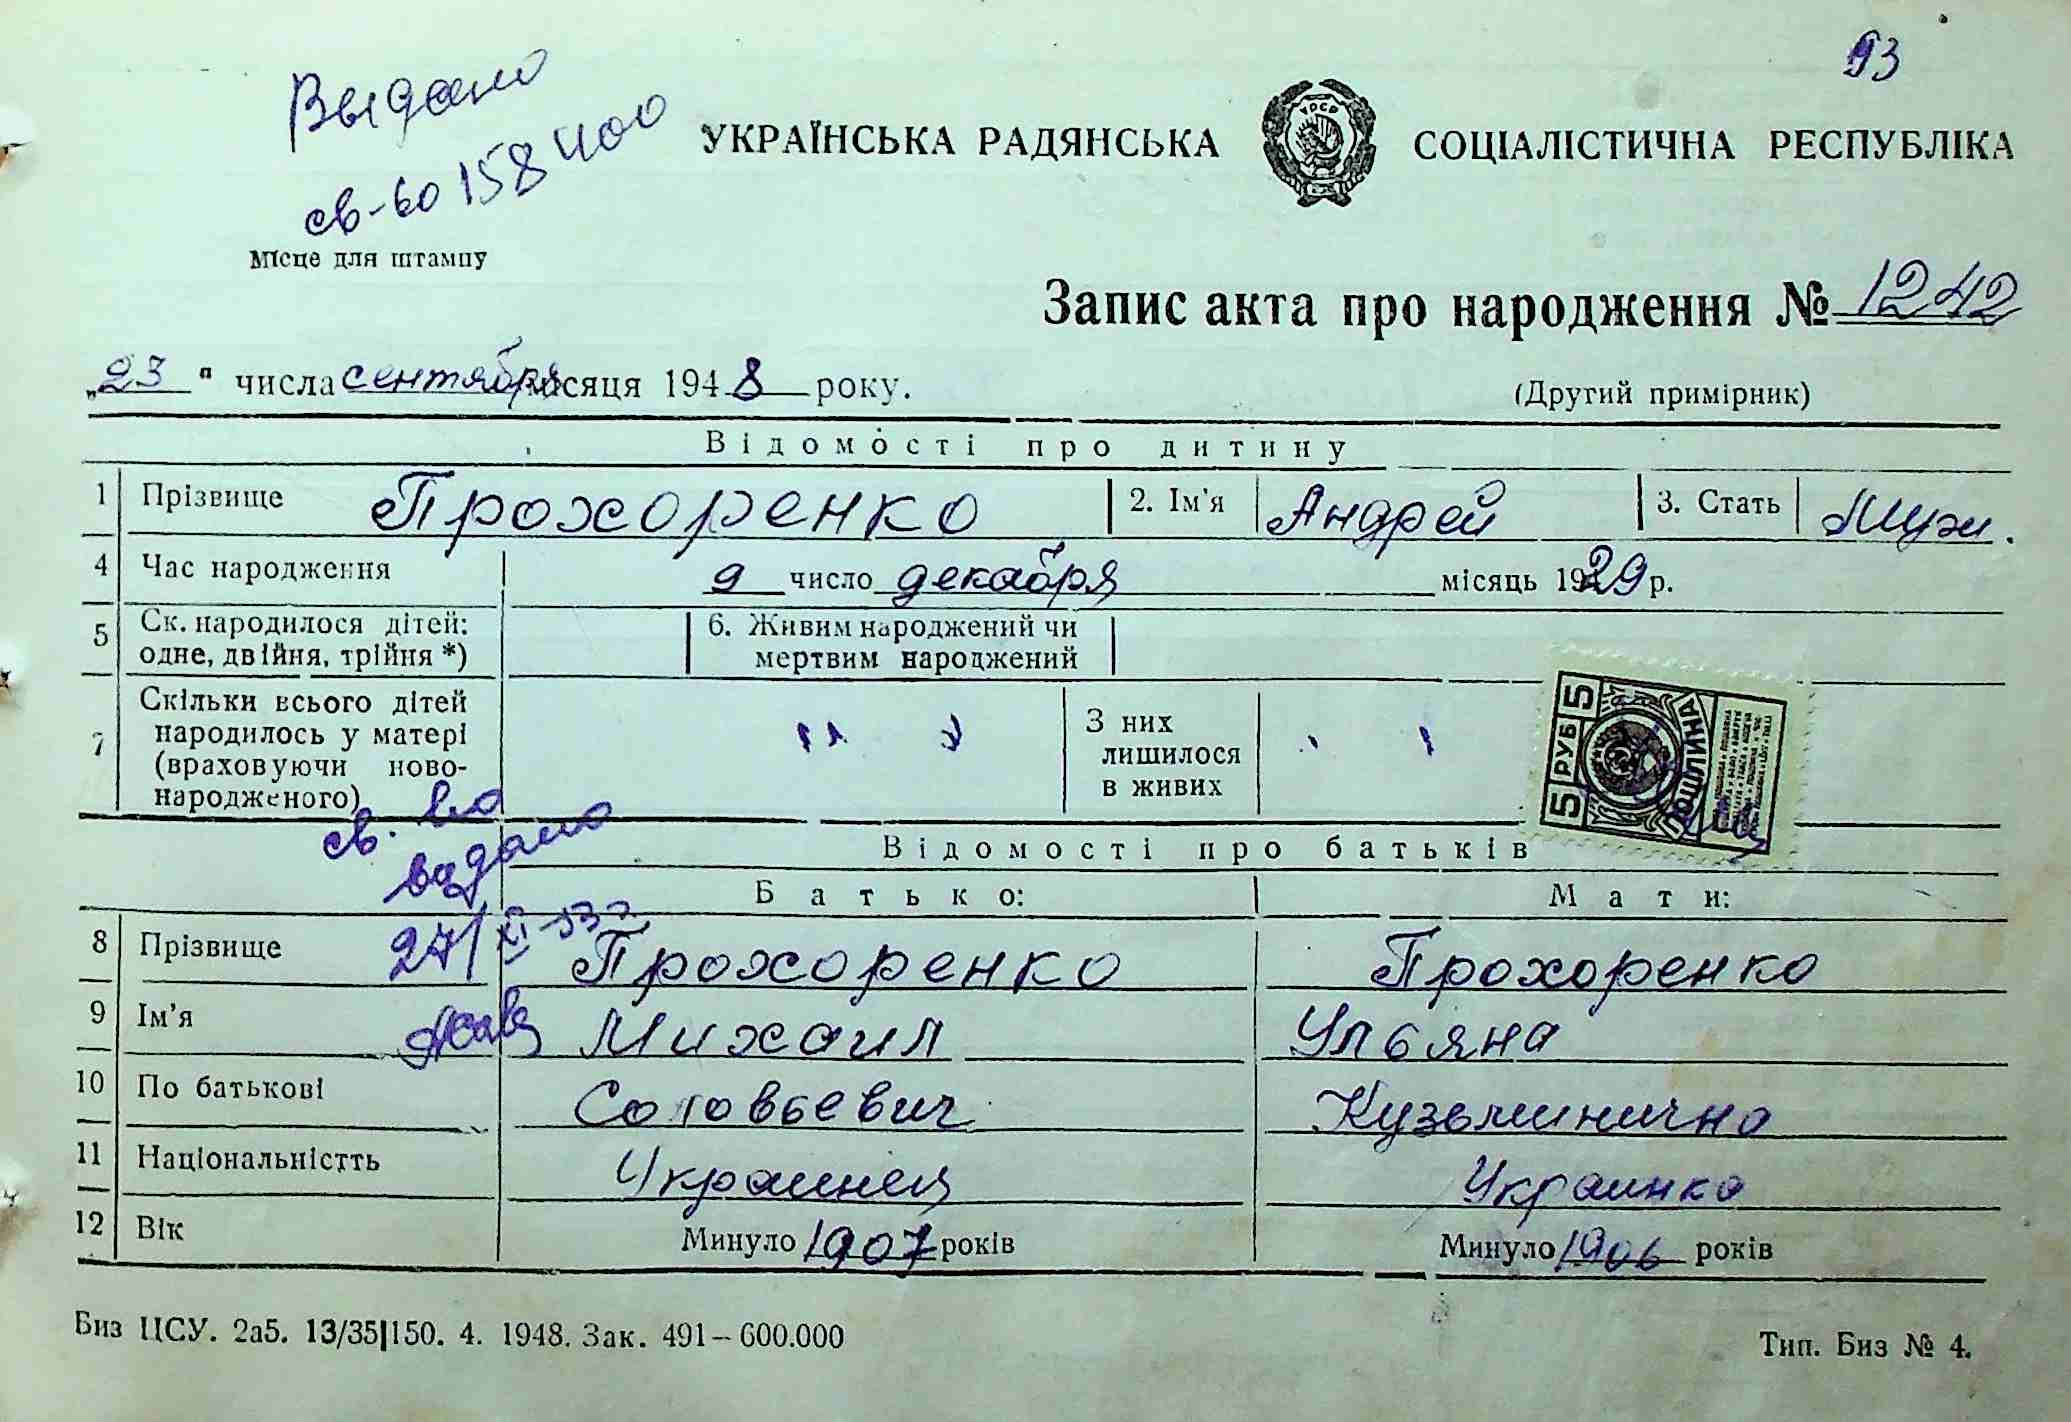 93
Выдано
св-во 158400
УКРАЇНСЬКА РАДЯНСЬКА СОЦІАЛІСТИЧНА РЕСПУБЛІКА
УРСР
Місце для штампу
Запис акта про народження № 1242
„23" числа сентября місяця 1948 року.
(Другий примірник)
Відомості про дитину
1 Прізвище Прохоренко 2. Ім'я Андрей 3. Стать Муж.
4 Час народження 9 число декабря місяць 1929 р.
5 Ск. народилося дітей: одне, двійня, трійня *) 6. Живим народжений чи мертвим народжений
7 Скільки всього дітей народилось у матері (враховуючи ново-народженого) З них лишилося в живих
5 РУБ 5
ПОШЛИНА
св. во
видано
27/XI-53 г
Відомості про батьків
Батько: Мати:
8 Прізвище Прохоренко Прохоренко
9 Ім'я Михаил Ульяна
10 По батькові Соловьевич Кузьминична
11 Національністть Украинец Украинка
12 Вік Минуло 1907 років Минуло 1906 років
Биз ЦСУ. 2а5. 13/35|150. 4. 1948. Зак. 491–600.000
Тип. Биз № 4.